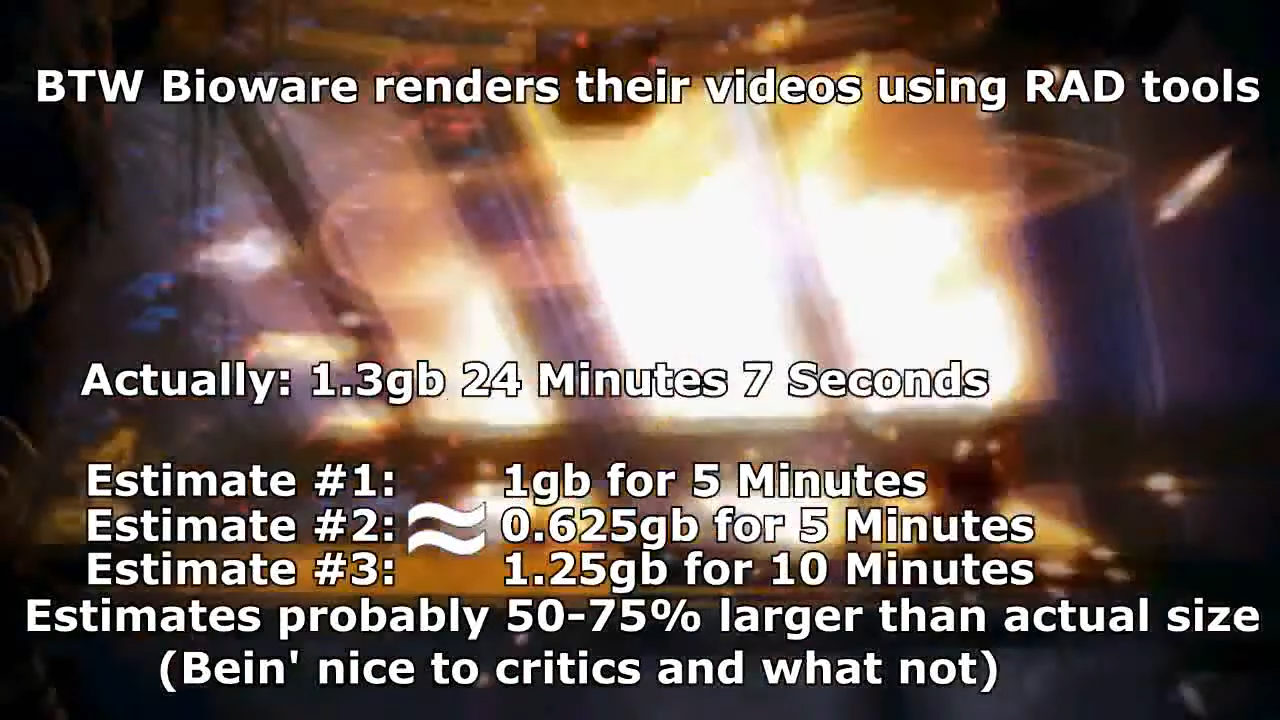 BTW Bioware renders their videos using RAD tools
Actually: 1.3gb 24 Minutes 7 Seconds
Estimate #1: 1gb for 5 Minutes
Estimate #2: ≈ 0.625gb for 5 Minutes
Estimate #3: 1.25gb for 10 Minutes
Estimates probably 50-75% larger than actual size
(Bein' nice to critics and what not)